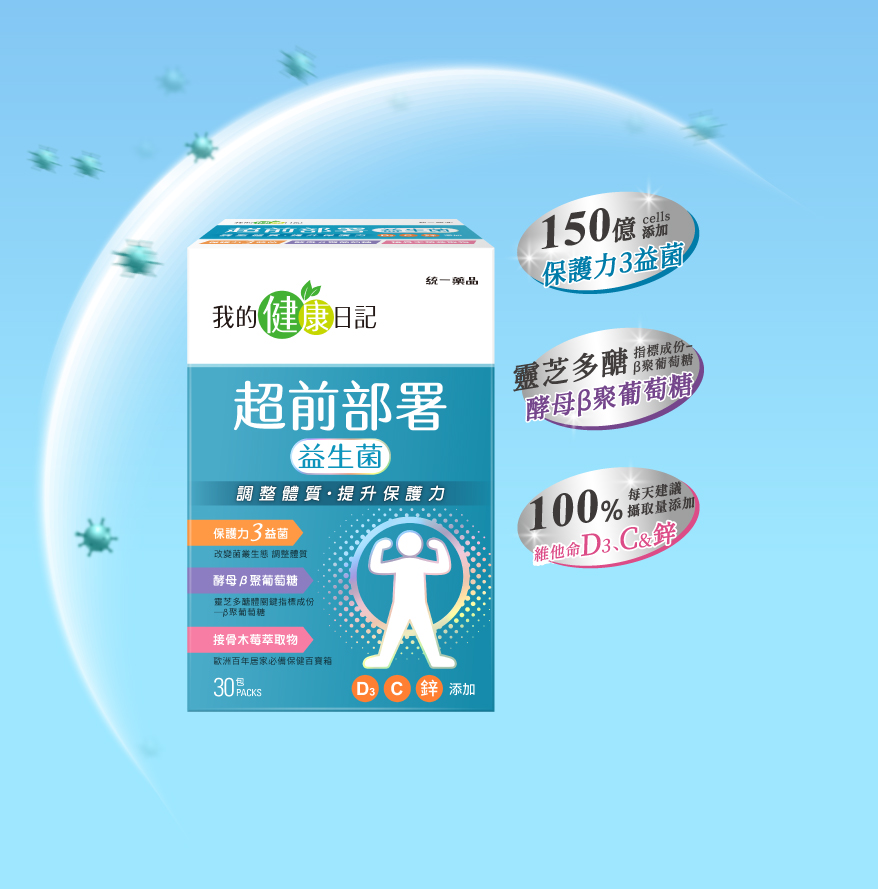 超前部署 益生菌
統一藥品
我的健康日記
超前部署
益生菌
調整體質·提升保護力
保護力3益菌
改變菌叢生態 調整體質
酵母β聚葡萄糖
靈芝多醣體關鍵指標成份
—β聚葡萄糖
接骨木莓萃取物
歐洲百年居家必備保健百寶箱
30包
PACKS
D3 C 鋅 添加
150億 cells
添加
保護力3益菌
靈芝多醣 指標成份-
β聚葡萄糖
酵母β聚葡萄糖
100% 每天建議
攝取量添加
維他命D3、C&鋅